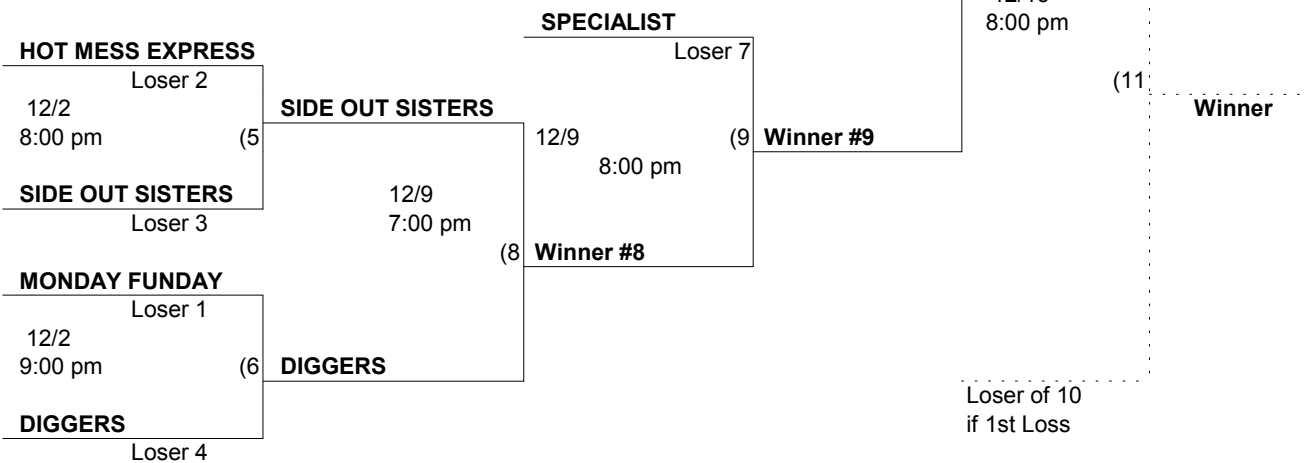 SPECIALIST
8:00 pm
HOT MESS EXPRESS
Loser 7
Loser 2
(11
12/2
SIDE OUT SISTERS
Winner
8:00 pm
(5
12/9
(9
Winner #9
8:00 pm
SIDE OUT SISTERS
12/9
Loser 3
7:00 pm
(8
Winner #8
MONDAY FUNDAY
Loser 1
12/2
9:00 pm
(6
DIGGERS
Loser of 10
if 1st Loss
DIGGERS
Loser 4